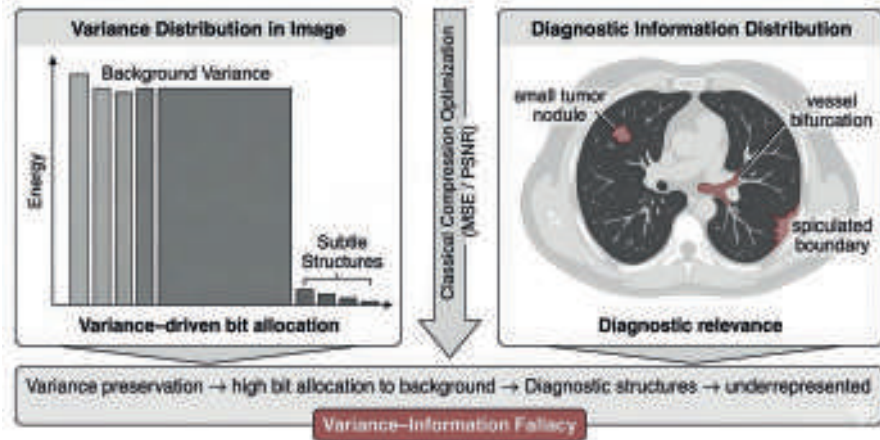 Variance Distribution in Image
Background Variance
Energy
Subtle
Structures
Variance–driven bit allocation
Classical Compression Optimization
(MSE / PSNR)
Diagnostic Information Distribution
small tumor
nodule
vessel
bifurcation
spiculated
boundary
Diagnostic relevance
Variance preservation → high bit allocation to background → Diagnostic structures → underrepresented
Variance–Information Fallacy